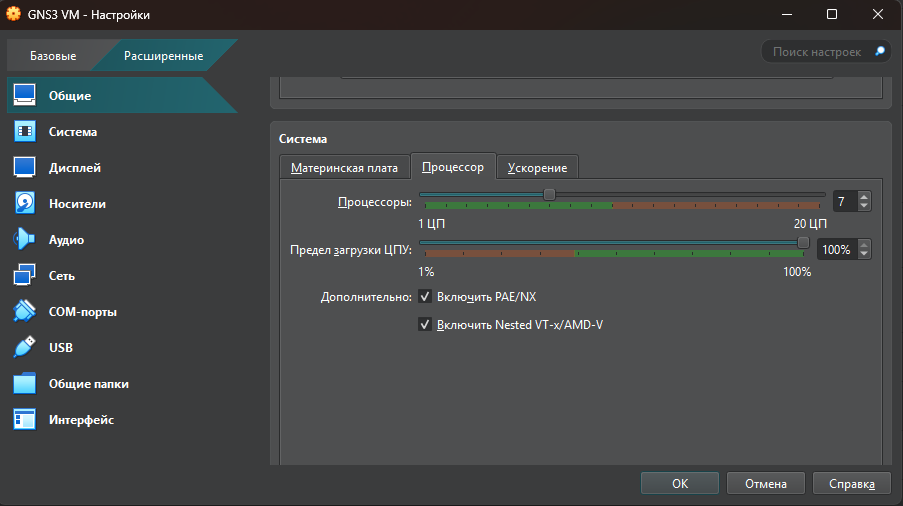 GNS3 VM - Настройки
Базовые
Расширенные
Поиск настроек
Общие
Система
Дисплей
Носители
Аудио
Сеть
COM-порты
USB
Общие папки
Интерфейс
Система
Материнская плата
Процессор
Ускорение
Процессоры:
7
1 ЦП
20 ЦП
Предел загрузки ЦПУ:
100%
1%
100%
Дополнительно:
Включить PAE/NX
Включить Nested VT-x/AMD-V
OK
Отмена
Справка